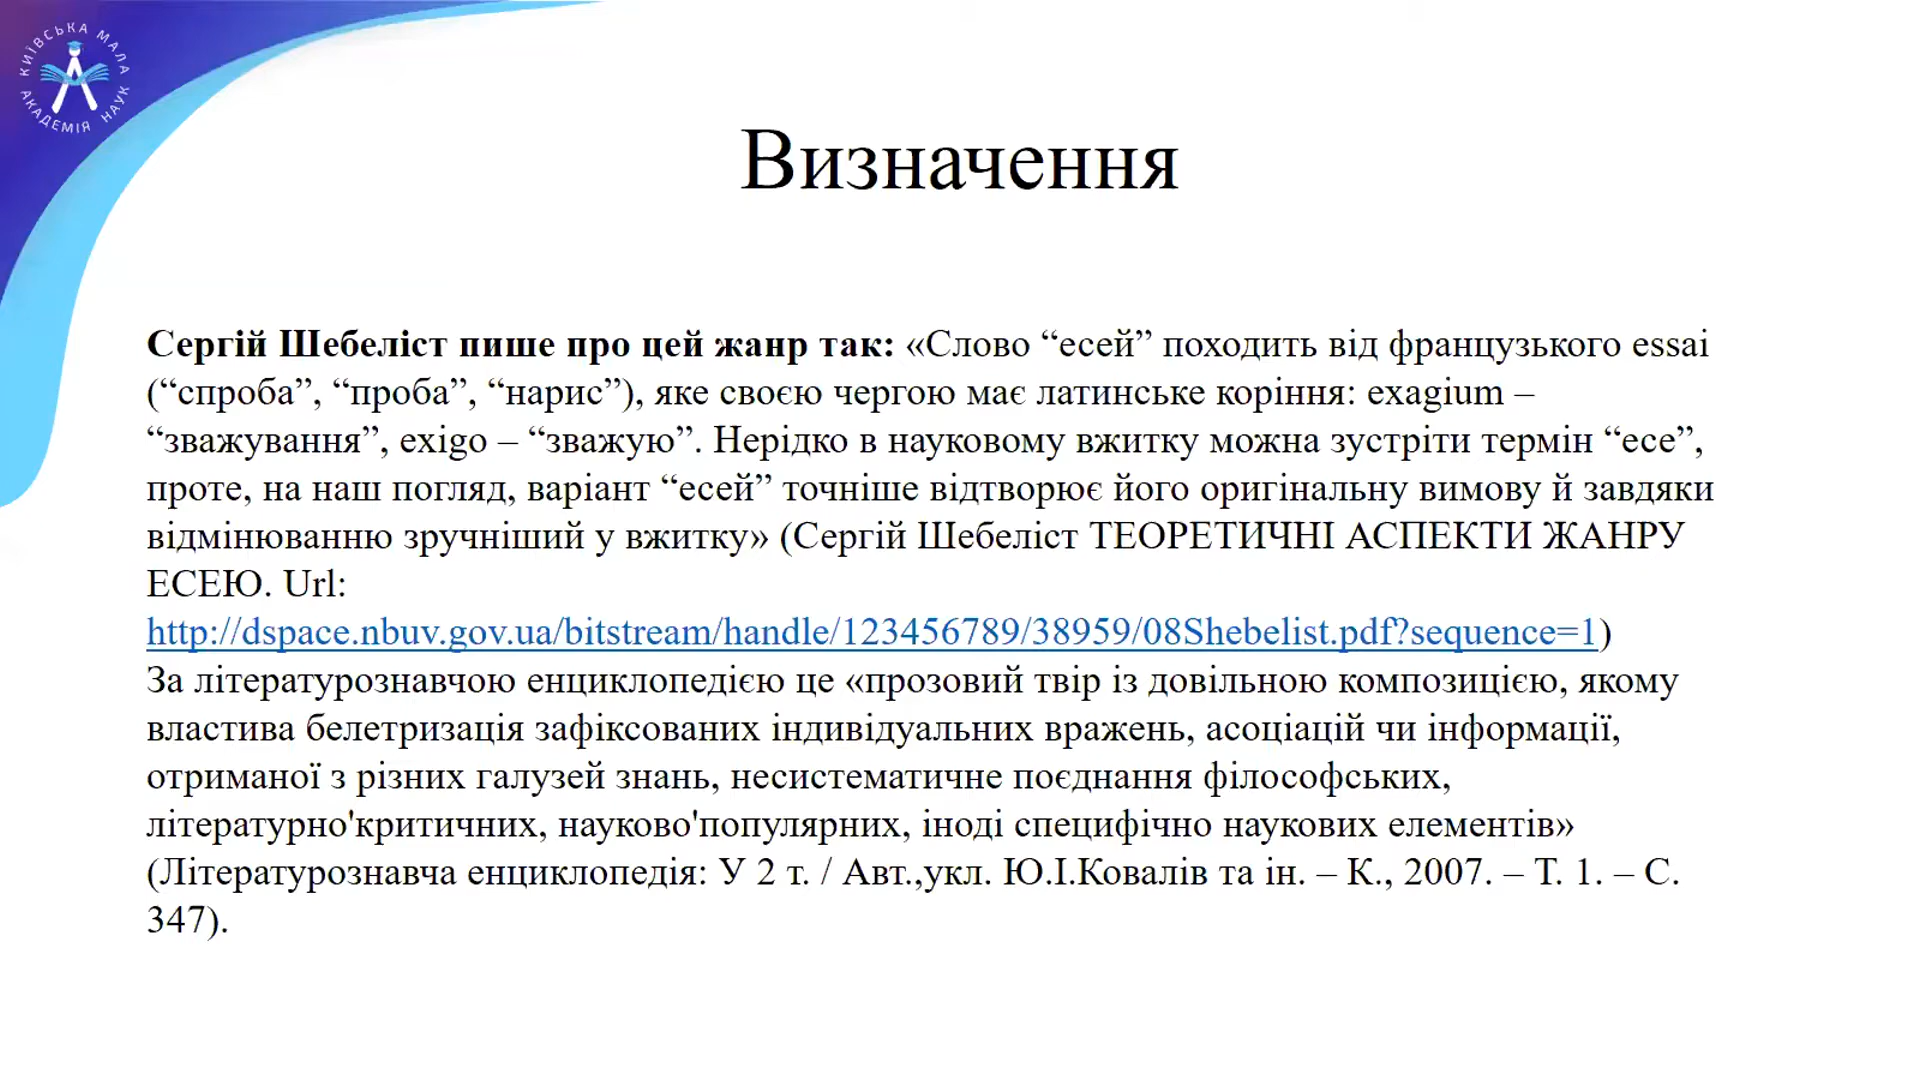 КИЇВСЬКА МАЛА
АКАДЕМІЯ НАУК
Визначення
Сергій Шебеліст пише про цей жанр так: «Слово “есей” походить від французького essai
(“спроба”, “проба”, “нарис”), яке своєю чергою має латинське коріння: exagium –
“зважування”, exigo – “зважую”. Нерідко в науковому вжитку можна зустріти термін “есе”,
проте, на наш погляд, варіант “есей” точніше відтворює його оригінальну вимову й завдяки
відмінюванню зручніший у вжитку» (Сергій Шебеліст ТЕОРЕТИЧНІ АСПЕКТИ ЖАНРУ
ЕСЕЮ. Url:
http://dspace.nbuv.gov.ua/bitstream/handle/123456789/38959/08Shebelist.pdf?sequence=1)
За літературознавчою енциклопедією це «прозовий твір із довільною композицією, якому
властива белетризація зафіксованих індивідуальних вражень, асоціацій чи інформації,
отриманої з різних галузей знань, несистематичне поєднання філософських,
літературно'критичних, науково'популярних, іноді специфічно наукових елементів»
(Літературознавча енциклопедія: У 2 т. / Авт.,укл. Ю.І.Ковалів та ін. – К., 2007. – Т. 1. – С.
347).